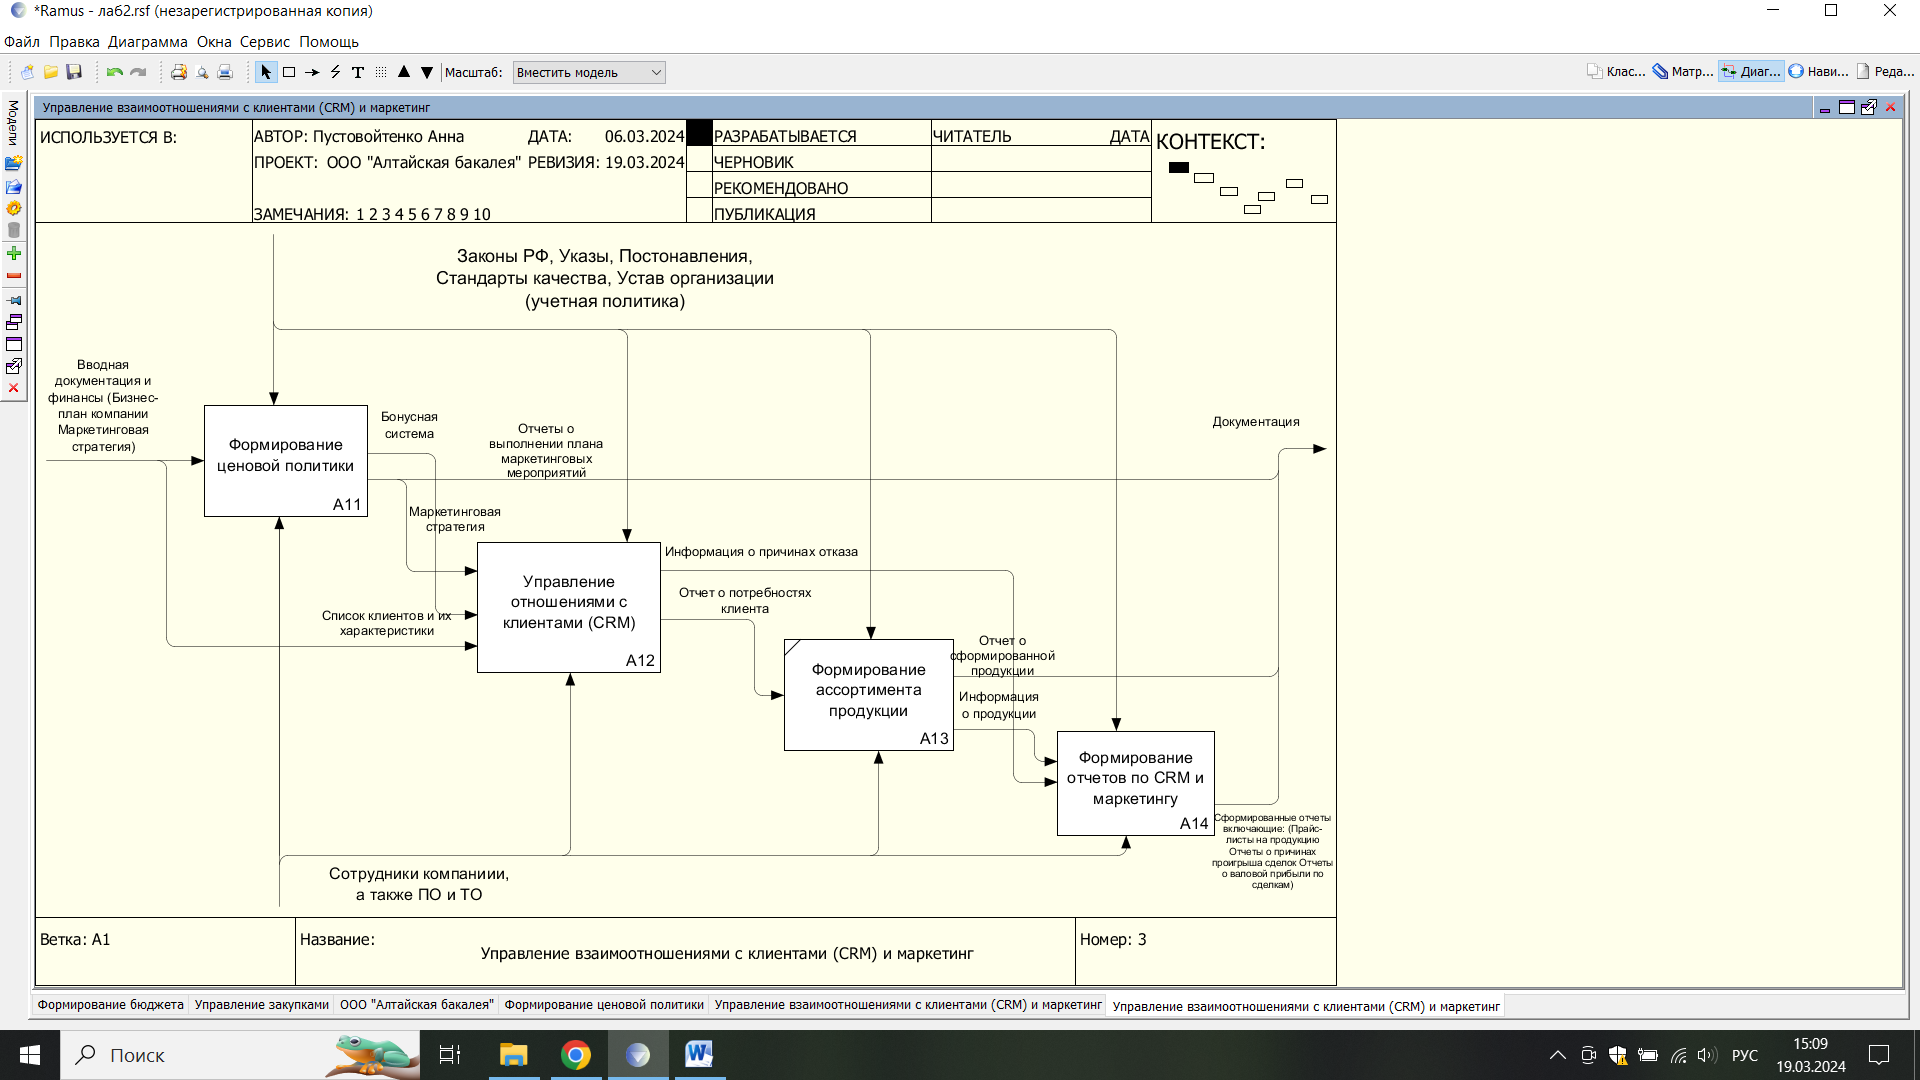 *Ramus - лаб2.rsf (незарегистрированная копия)
Файл Правка Диаграмма Окна Сервис Помощь
Масштаб: Вместить модель
Клас... Матр... Диаг... Нави... Реда...
Модели
Управление взаимоотношениями с клиентами (CRM) и маркетинг
ИСПОЛЬЗУЕТСЯ В:
АВТОР: Пустовойтенко Анна ДАТА: 06.03.2024
ПРОЕКТ: ООО "Алтайская бакалея" РЕВИЗИЯ: 19.03.2024
ЗАМЕЧАНИЯ: 1 2 3 4 5 6 7 8 9 10
РАЗРАБАТЫВАЕТСЯ
ЧЕРНОВИК
РЕКОМЕНДОВАНО
ПУБЛИКАЦИЯ
ЧИТАТЕЛЬ ДАТА
КОНТЕКСТ:
Законы РФ, Указы, Постонавления,
Стандарты качества, Устав организации
(учетная политика)
Вводная
документация и
финансы (Бизнес-
план компании
Маркетинговая
стратегия)
Формирование
ценовой политики
A11
Бонусная
система
Отчеты о
выполнении плана
маркетинговых
мероприятий
Документация
Маркетинговая
стратегия
Список клиентов и их
характеристики
Управление
отношениями с
клиентами (CRM)
A12
Информация о причинах отказа
Отчет о потребностях
клиента
Формирование
ассортимента
продукции
A13
Отчет о
сформированной
продукции
Информация
о продукции
Формирование
отчетов по CRM и
маркетингу
A14
Сформированные отчеты
включающие: (Прайс-
листы на продукцию
Отчеты о причинах
проигрыша сделок Отчеты
о валовой прибыли по
сделкам)
Сотрудники компаниии,
а также ПО и ТО
Ветка: A1
Название:
Управление взаимоотношениями с клиентами (CRM) и маркетинг
Номер: 3
Формирование бюджета Управление закупками ООО "Алтайская бакалея" Формирование ценовой политики Управление взаимоотношениями с клиентами (CRM) и маркетинг Управление взаимоотношениями с клиентами (CRM) и маркетинг
Поиск
РУС
15:09
19.03.2024